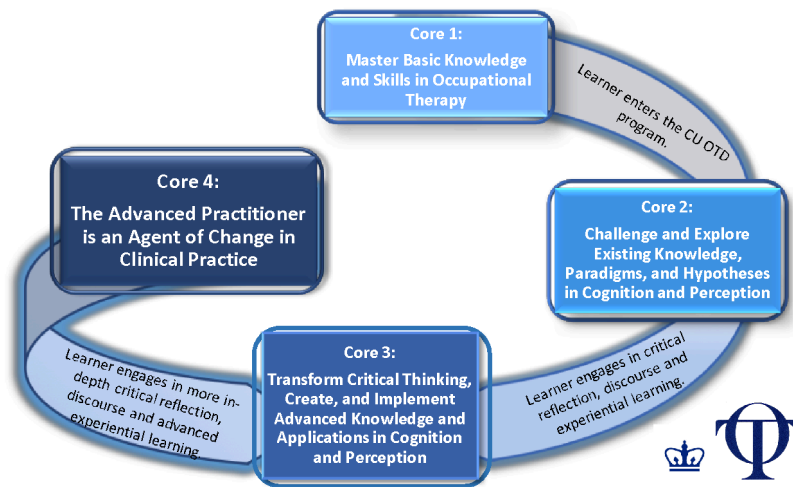 Core 1:
Master Basic Knowledge
and Skills in Occupational
Therapy
Learner enters the CU OTD
program.
Core 2:
Challenge and Explore
Existing Knowledge,
Paradigms, and Hypotheses
in Cognition and Perception
Learner engages in critical
reflection, discourse and
experiential learning.
Core 3:
Transform Critical Thinking,
Create, and Implement
Advanced Knowledge and
Applications in Cognition
and Perception
Learner engages in more in-
depth critical reflection,
discourse and advanced
experiential learning.
Core 4:
The Advanced Practitioner
is an Agent of Change in
Clinical Practice
OT